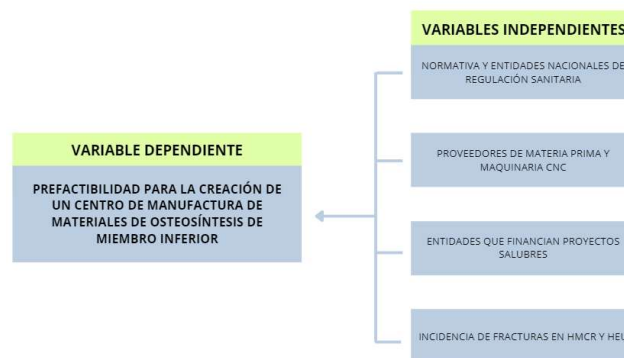 VARIABLES INDEPENDIENTES
NORMATIVA Y ENTIDADES NACIONALES DE
REGULACIÓN SANITARIA
VARIABLE DEPENDIENTE
PREFACTIBILIDAD PARA LA CREACIÓN DE
UN CENTRO DE MANUFACTURA DE
MATERIALES DE OSTEOSÍNTESIS DE
MIEMBRO INFERIOR
PROVEEDORES DE MATERIA PRIMA Y
MAQUINARIA CNC
ENTIDADES QUE FINANCIAN PROYECTOS
SALUBRES
INCIDENCIA DE FRACTURAS EN HMCR Y